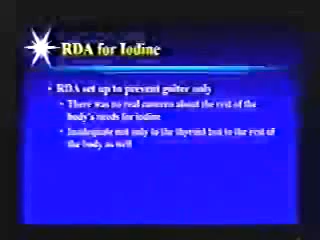 RDA for Iodine
• RDA set up to prevent goiter only
• There was no real concern about the rest of the
body's needs for iodine
• Inadequate not only to the thyroid but to the rest of
the body as well